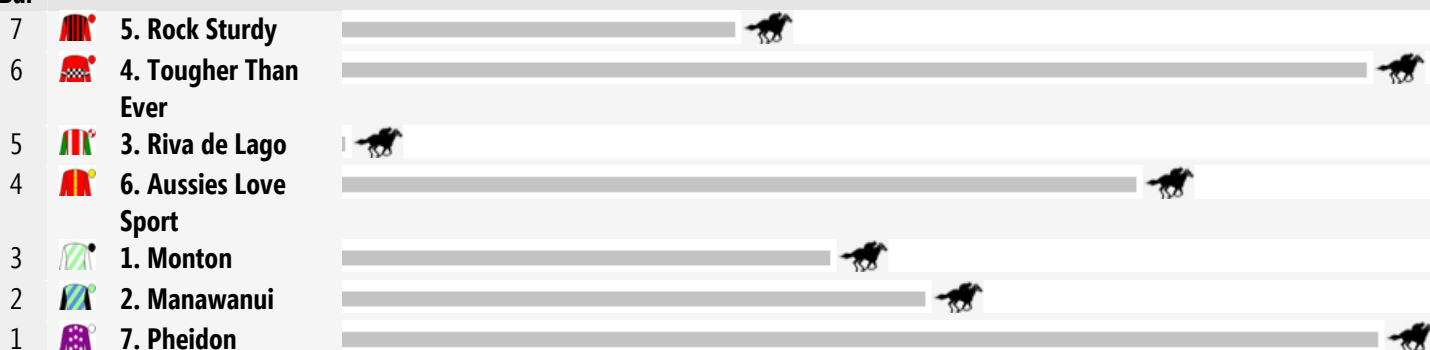 7 5. Rock Sturdy
6 4. Tougher Than
Ever
5 3. Riva de Lago
4 6. Aussies Love
Sport
3 1. Monton
2 2. Manawanui
1 7. Pheidon